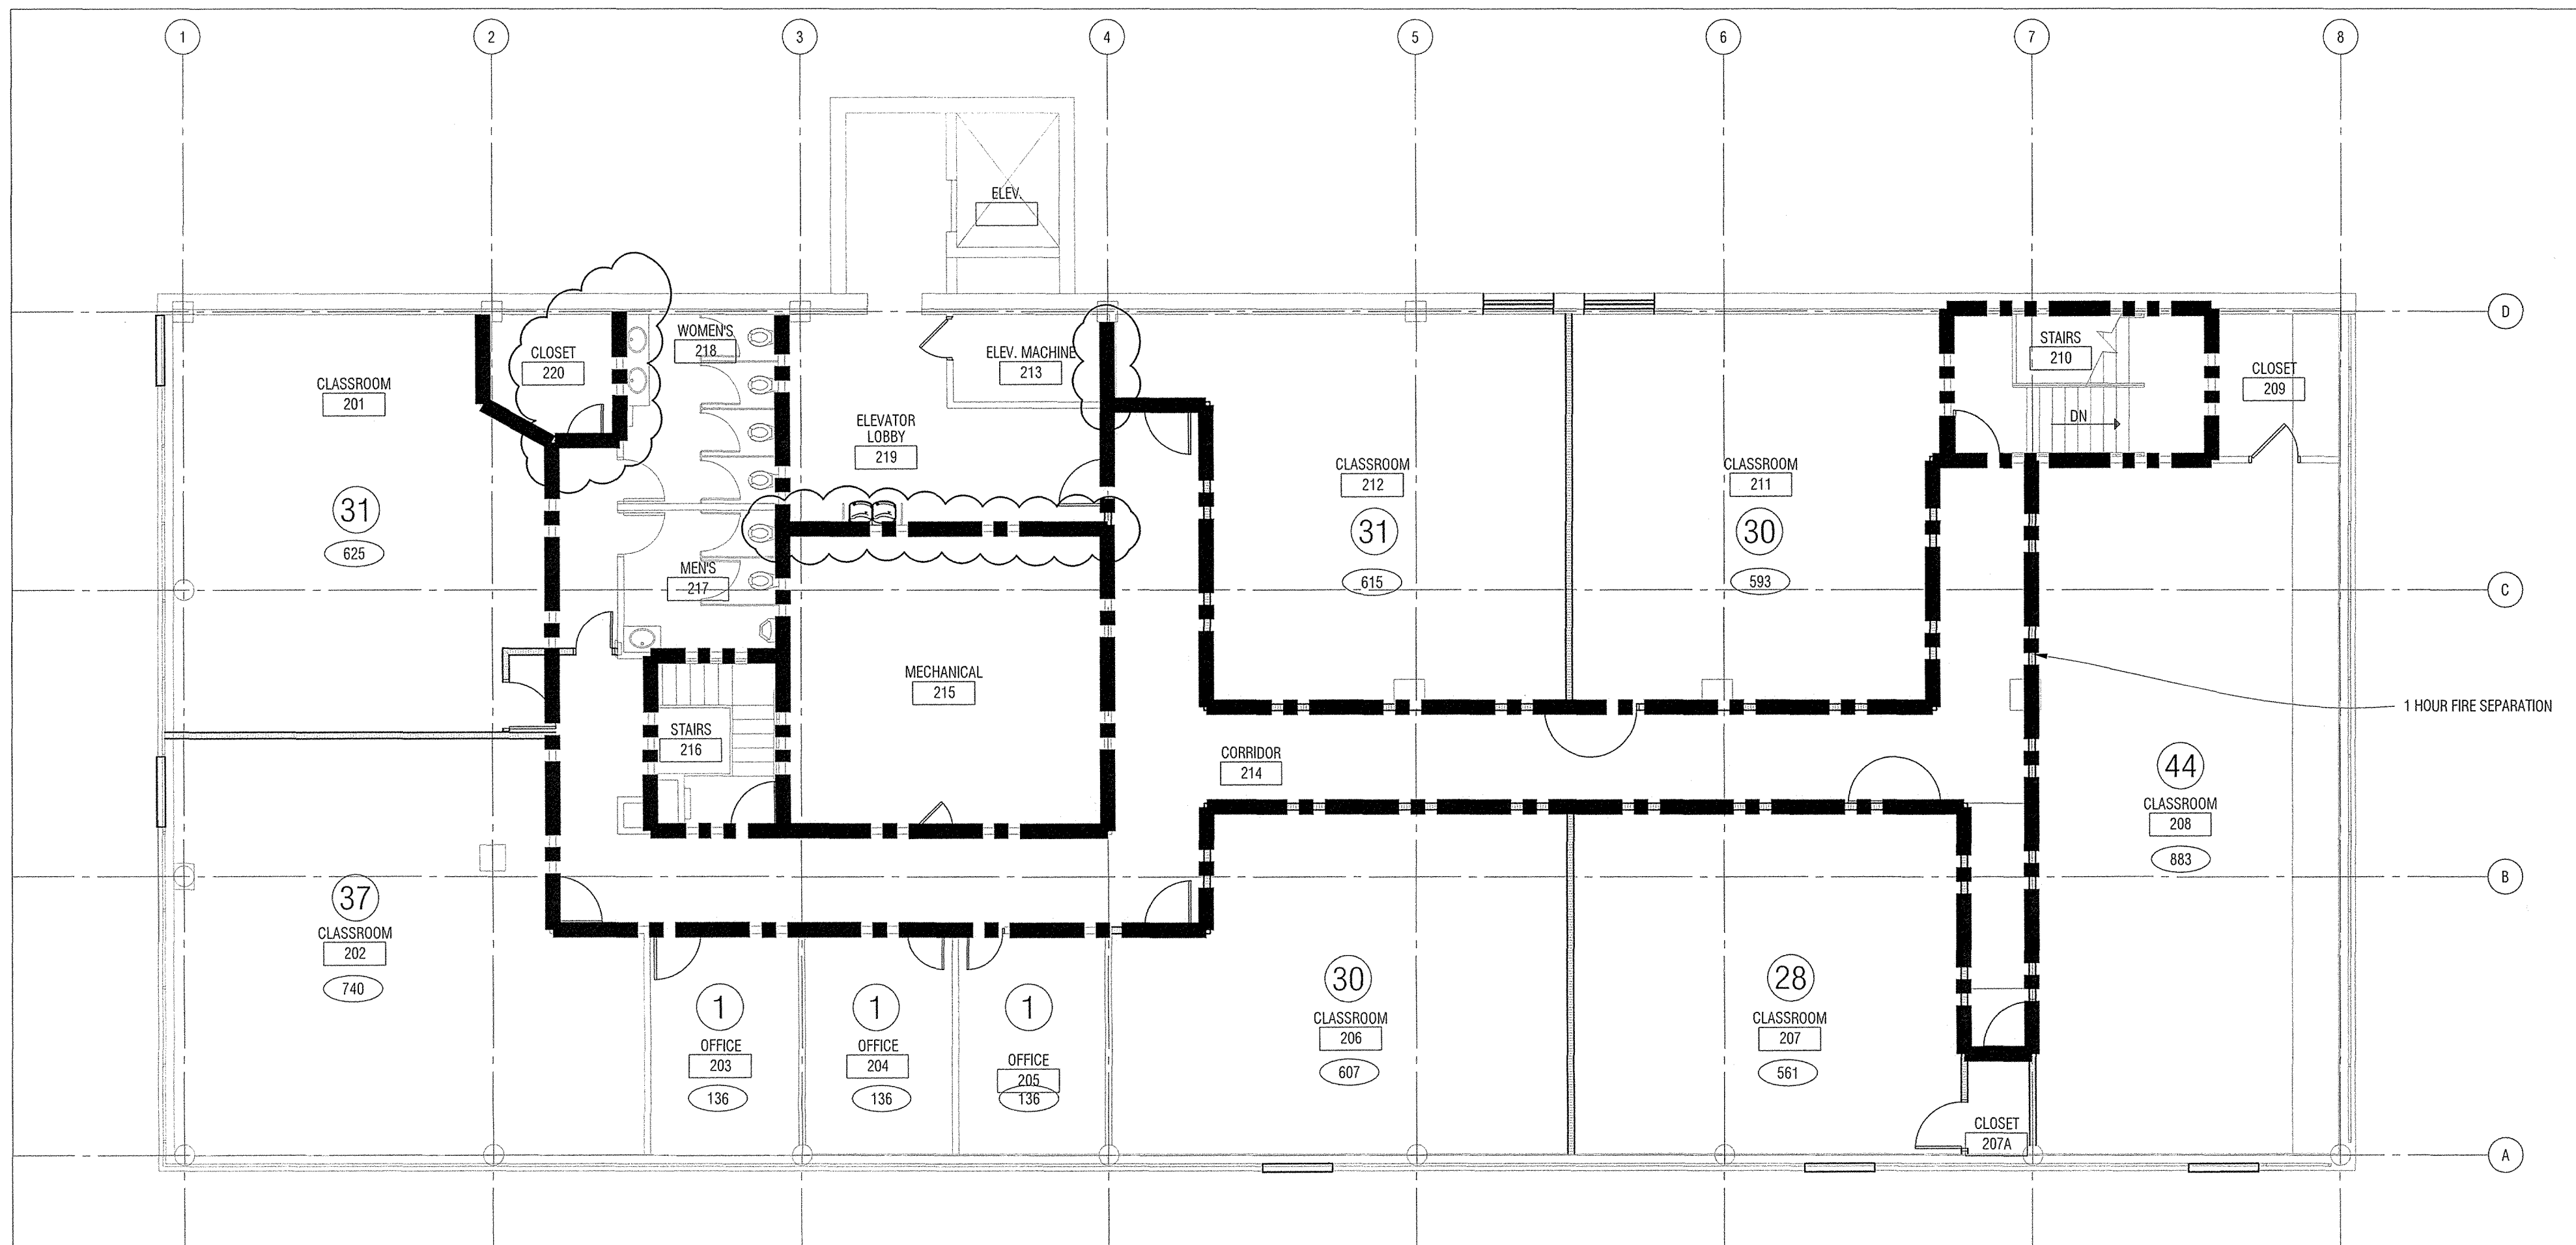 1
2
3
4
5
6
7
8
ELEV.
D
WOMEN'S
218
CLOSET
220
ELEV. MACHINE
213
STAIRS
210
CLOSET
209
CLASSROOM
201
DN
ELEVATOR
LOBBY
219
CLASSROOM
212
CLASSROOM
211
31
625
31
615
30
593
MEN'S
217
C
MECHANICAL
215
1 HOUR FIRE SEPARATION
STAIRS
216
CORRIDOR
214
44
CLASSROOM
208
883
B
37
CLASSROOM
202
740
30
CLASSROOM
206
607
28
CLASSROOM
207
561
1
OFFICE
203
136
1
OFFICE
204
136
1
OFFICE
205
136
CLOSET
207A
A